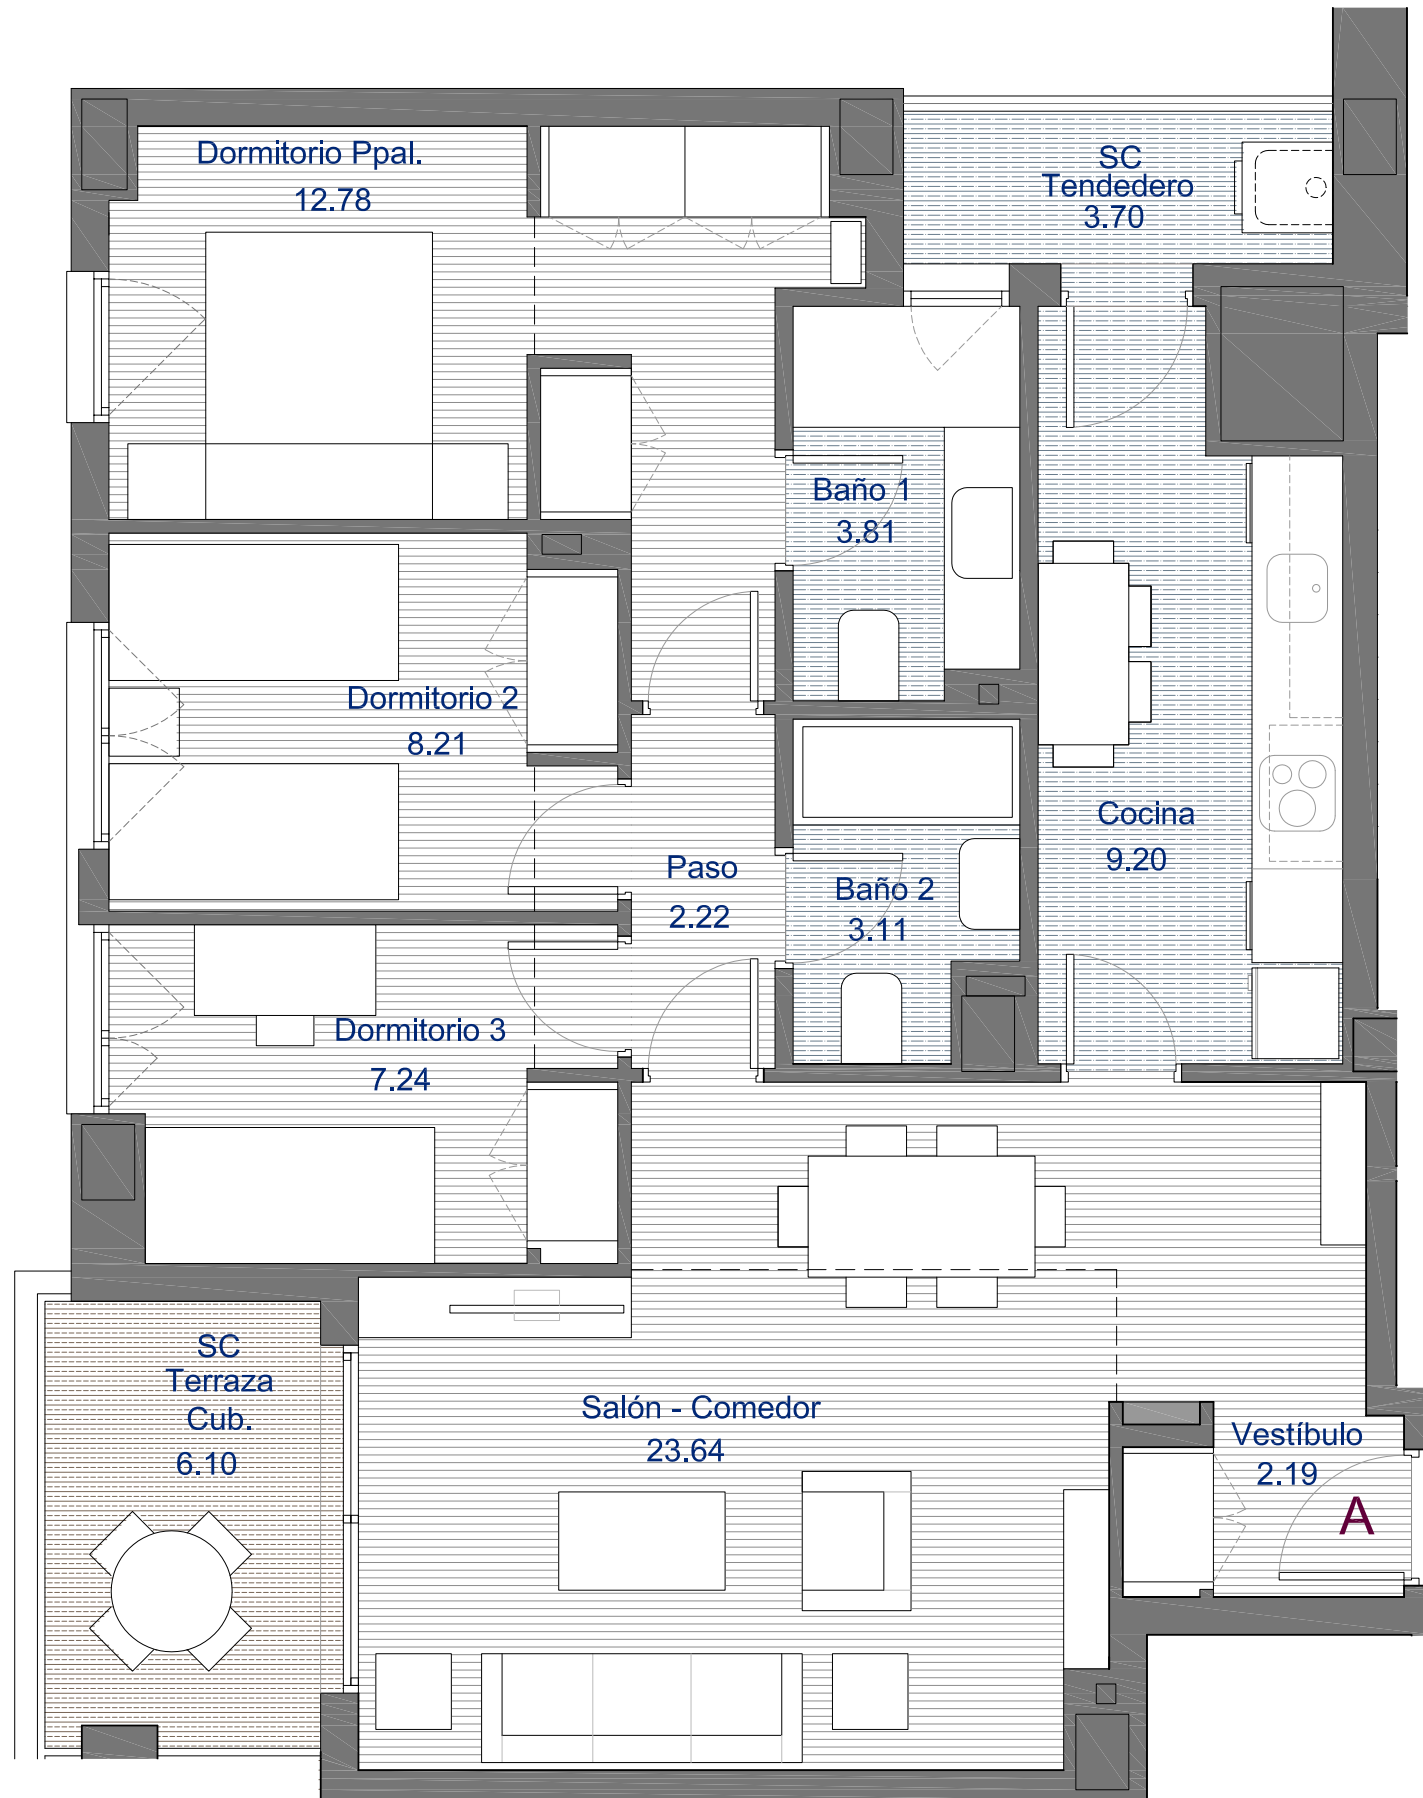 Dormitorio Ppal.
12.78
SC
Tendedero
3.70
Baño 1
3.81
Dormitorio 2
8.21
Cocina
9.20
Paso
2.22
Baño 2
3.11
Dormitorio 3
7.24
SC
Terraza
Cub.
6.10
Salón - Comedor
23.64
Vestíbulo
2.19
A